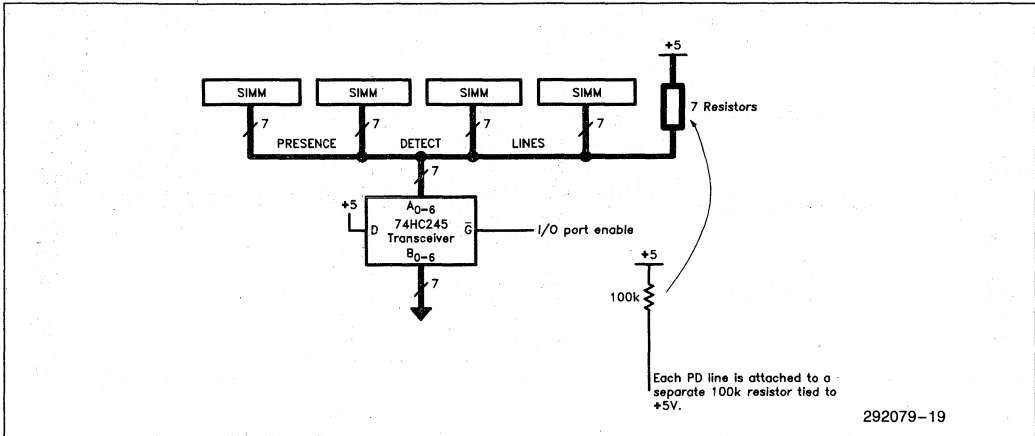 +5
SIMM SIMM SIMM SIMM
7 Resistors
7 7 7 7
PRESENCE DETECT LINES
7
+5
A0-6
74HC245
D G̅ I/O port enable
Transceiver
B0-6
7
+5
100k
Each PD line is attached to a
separate 100k resistor tied to
+5V.
292079-19